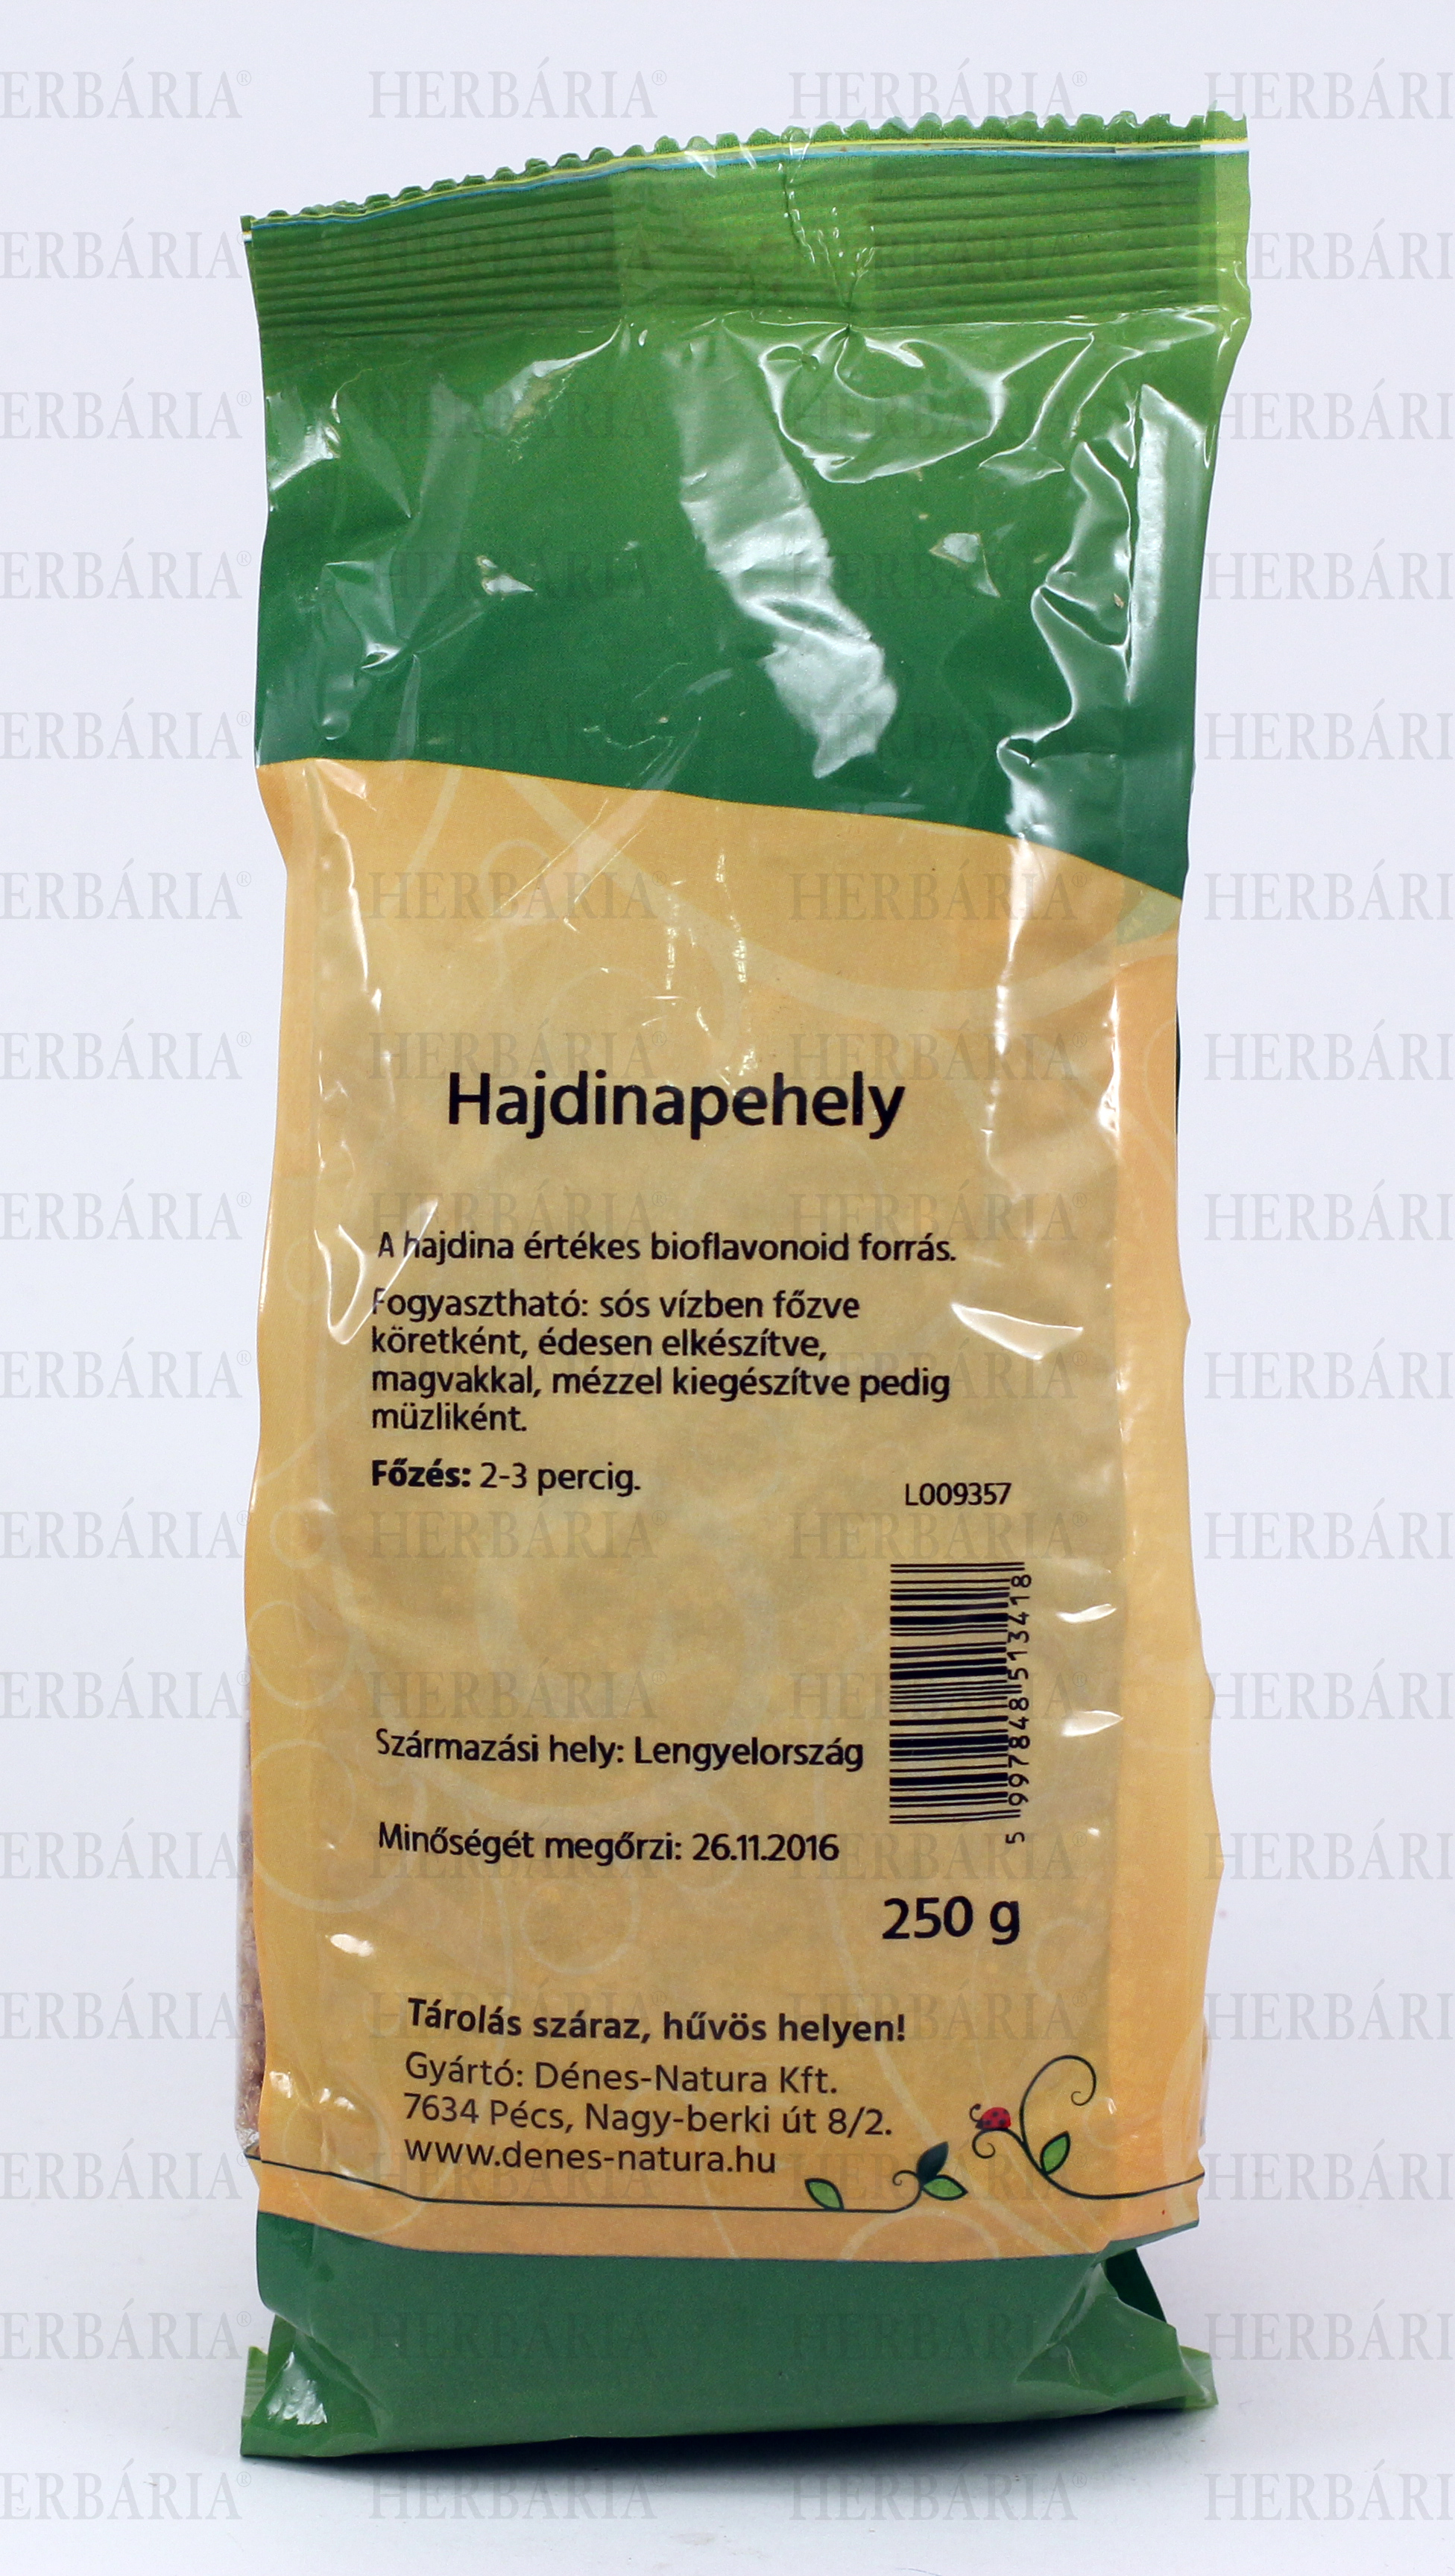 Hajdinapehely
A hajdina értékes bioflavonoid forrás.
Fogyasztható: sós vízben főzve
köretként, édesen elkészítve,
magvakkal, mézzel kiegészítve pedig
müzliként.
Főzés: 2-3 percig.
L009357
5 997848 513418
Származási hely: Lengyelország
Minőségét megőrzi: 26.11.2016
250 g
Tárolás száraz, hűvös helyen!
Gyártó: Dénes-Natura Kft.
7634 Pécs, Nagy-berki út 8/2.
www.denes-natura.hu
HERBÁRIA®